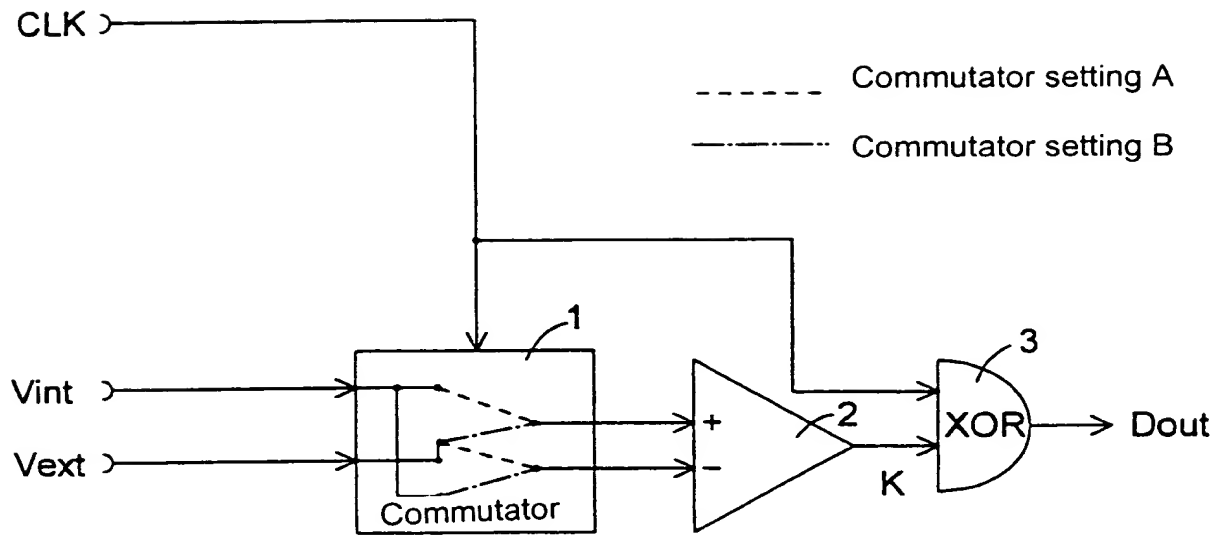 CLK
Commutator setting A
Commutator setting B
1
3
Vint
+
2
XOR
Dout
Vext
−
K
Commutator